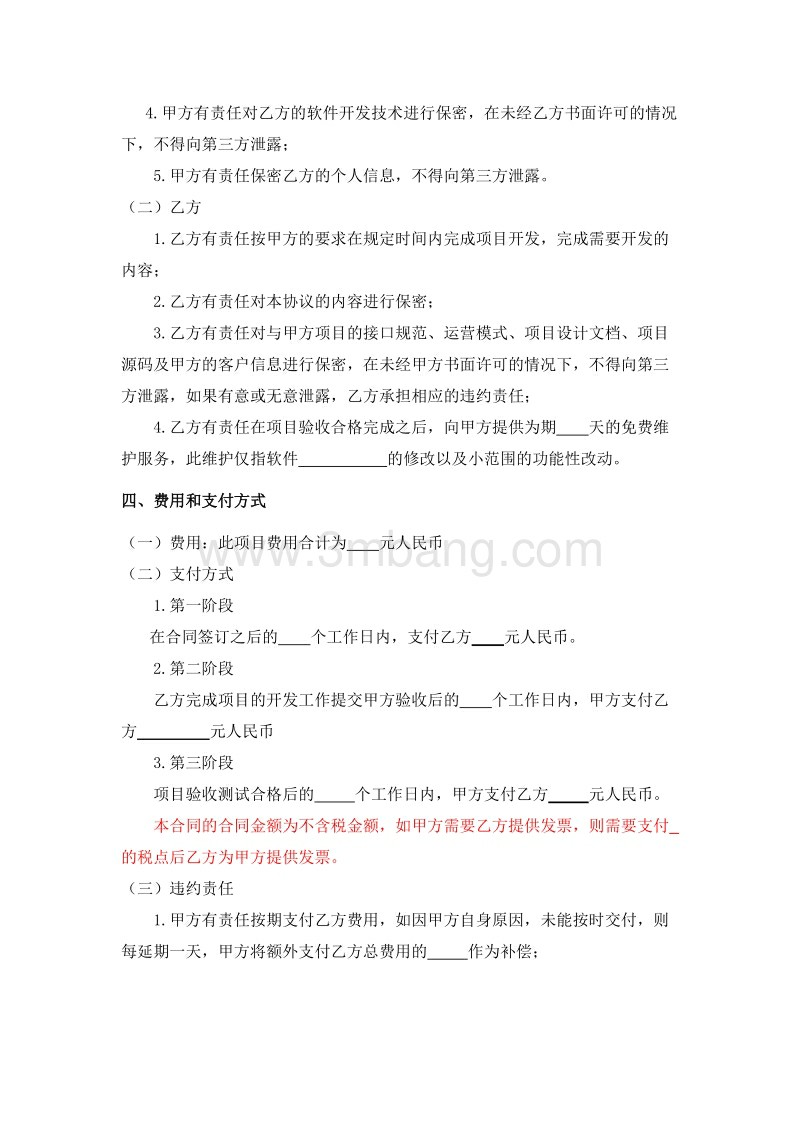 4.甲方有责任对乙方的软件开发技术进行保密，在未经乙方书面许可的情况
下，不得向第三方泄露；
5.甲方有责任保密乙方的个人信息，不得向第三方泄露。
（二）乙方
1.乙方有责任按甲方的要求在规定时间内完成项目开发，完成需要开发的
内容；
2.乙方有责任对本协议的内容进行保密；
3.乙方有责任对与甲方项目的接口规范、运营模式、项目设计文档、项目
源码及甲方的客户信息进行保密，在未经甲方书面许可的情况下，不得向第三
方泄露，如果有意或无意泄露，乙方承担相应的违约责任；
4.乙方有责任在项目验收合格完成之后，向甲方提供为期____天的免费维
护服务，此维护仅指软件___________的修改以及小范围的功能性改动。
四、费用和支付方式
（一）费用：此项目费用合计为____元人民币
www.3mbang.com
（二）支付方式
1.第一阶段
在合同签订之后的____个工作日内，支付乙方____元人民币。
2.第二阶段
乙方完成项目的开发工作提交甲方验收后的____个工作日内，甲方支付乙
方_________元人民币
3.第三阶段
项目验收测试合格后的_____个工作日内，甲方支付乙方_____元人民币。
本合同的合同金额为不含税金额，如甲方需要乙方提供发票，则需要支付_
的税点后乙方为甲方提供发票。
（三）违约责任
1.甲方有责任按期支付乙方费用，如因甲方自身原因，未能按时交付，则
每延期一天，甲方将额外支付乙方总费用的_____作为补偿；